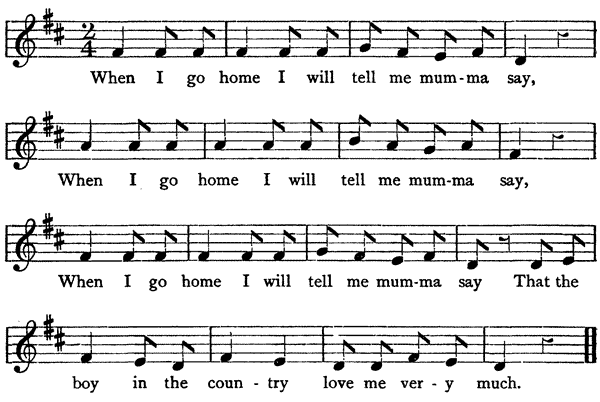 2
4
When I go home I will tell me mum-ma say,
When I go home I will tell me mum-ma say,
When I go home I will tell me mum-ma say That the
boy in the coun - try love me ver - y much.